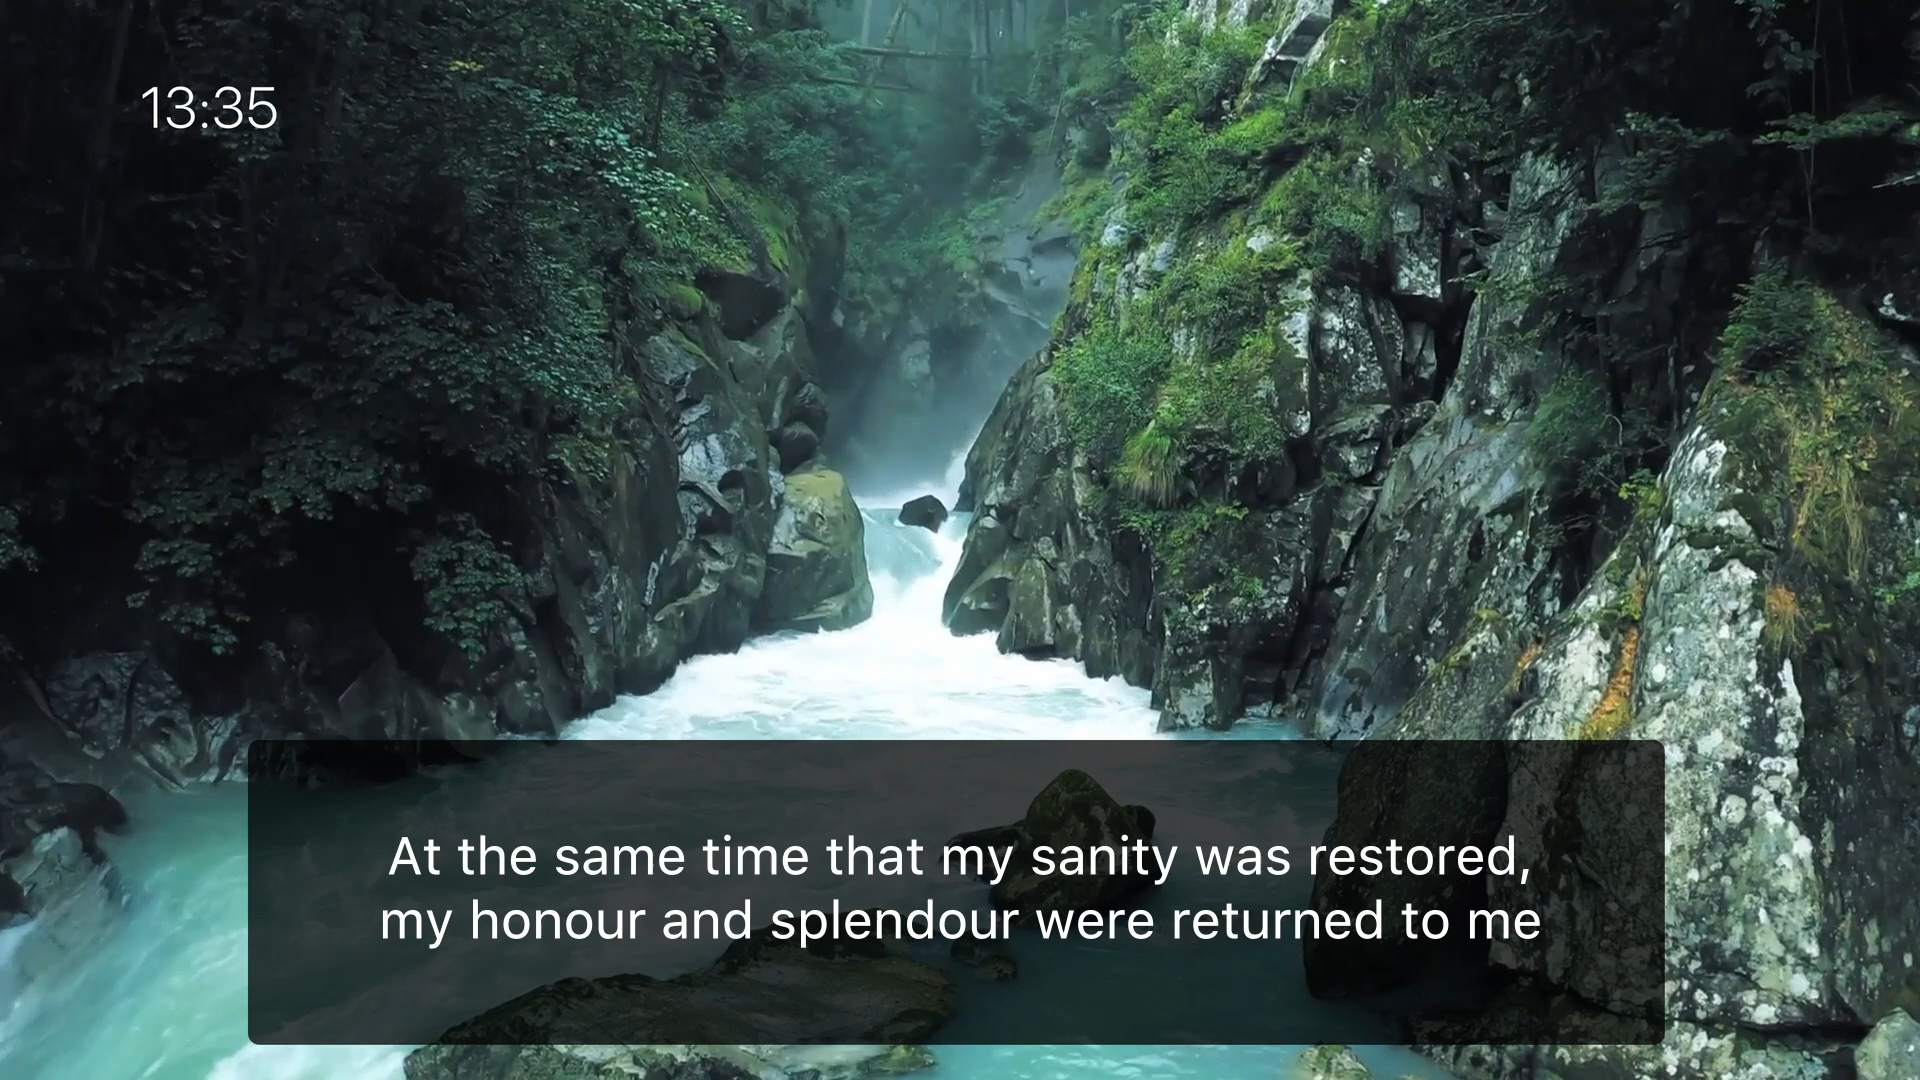 13:35
At the same time that my sanity was restored,
my honour and splendour were returned to me